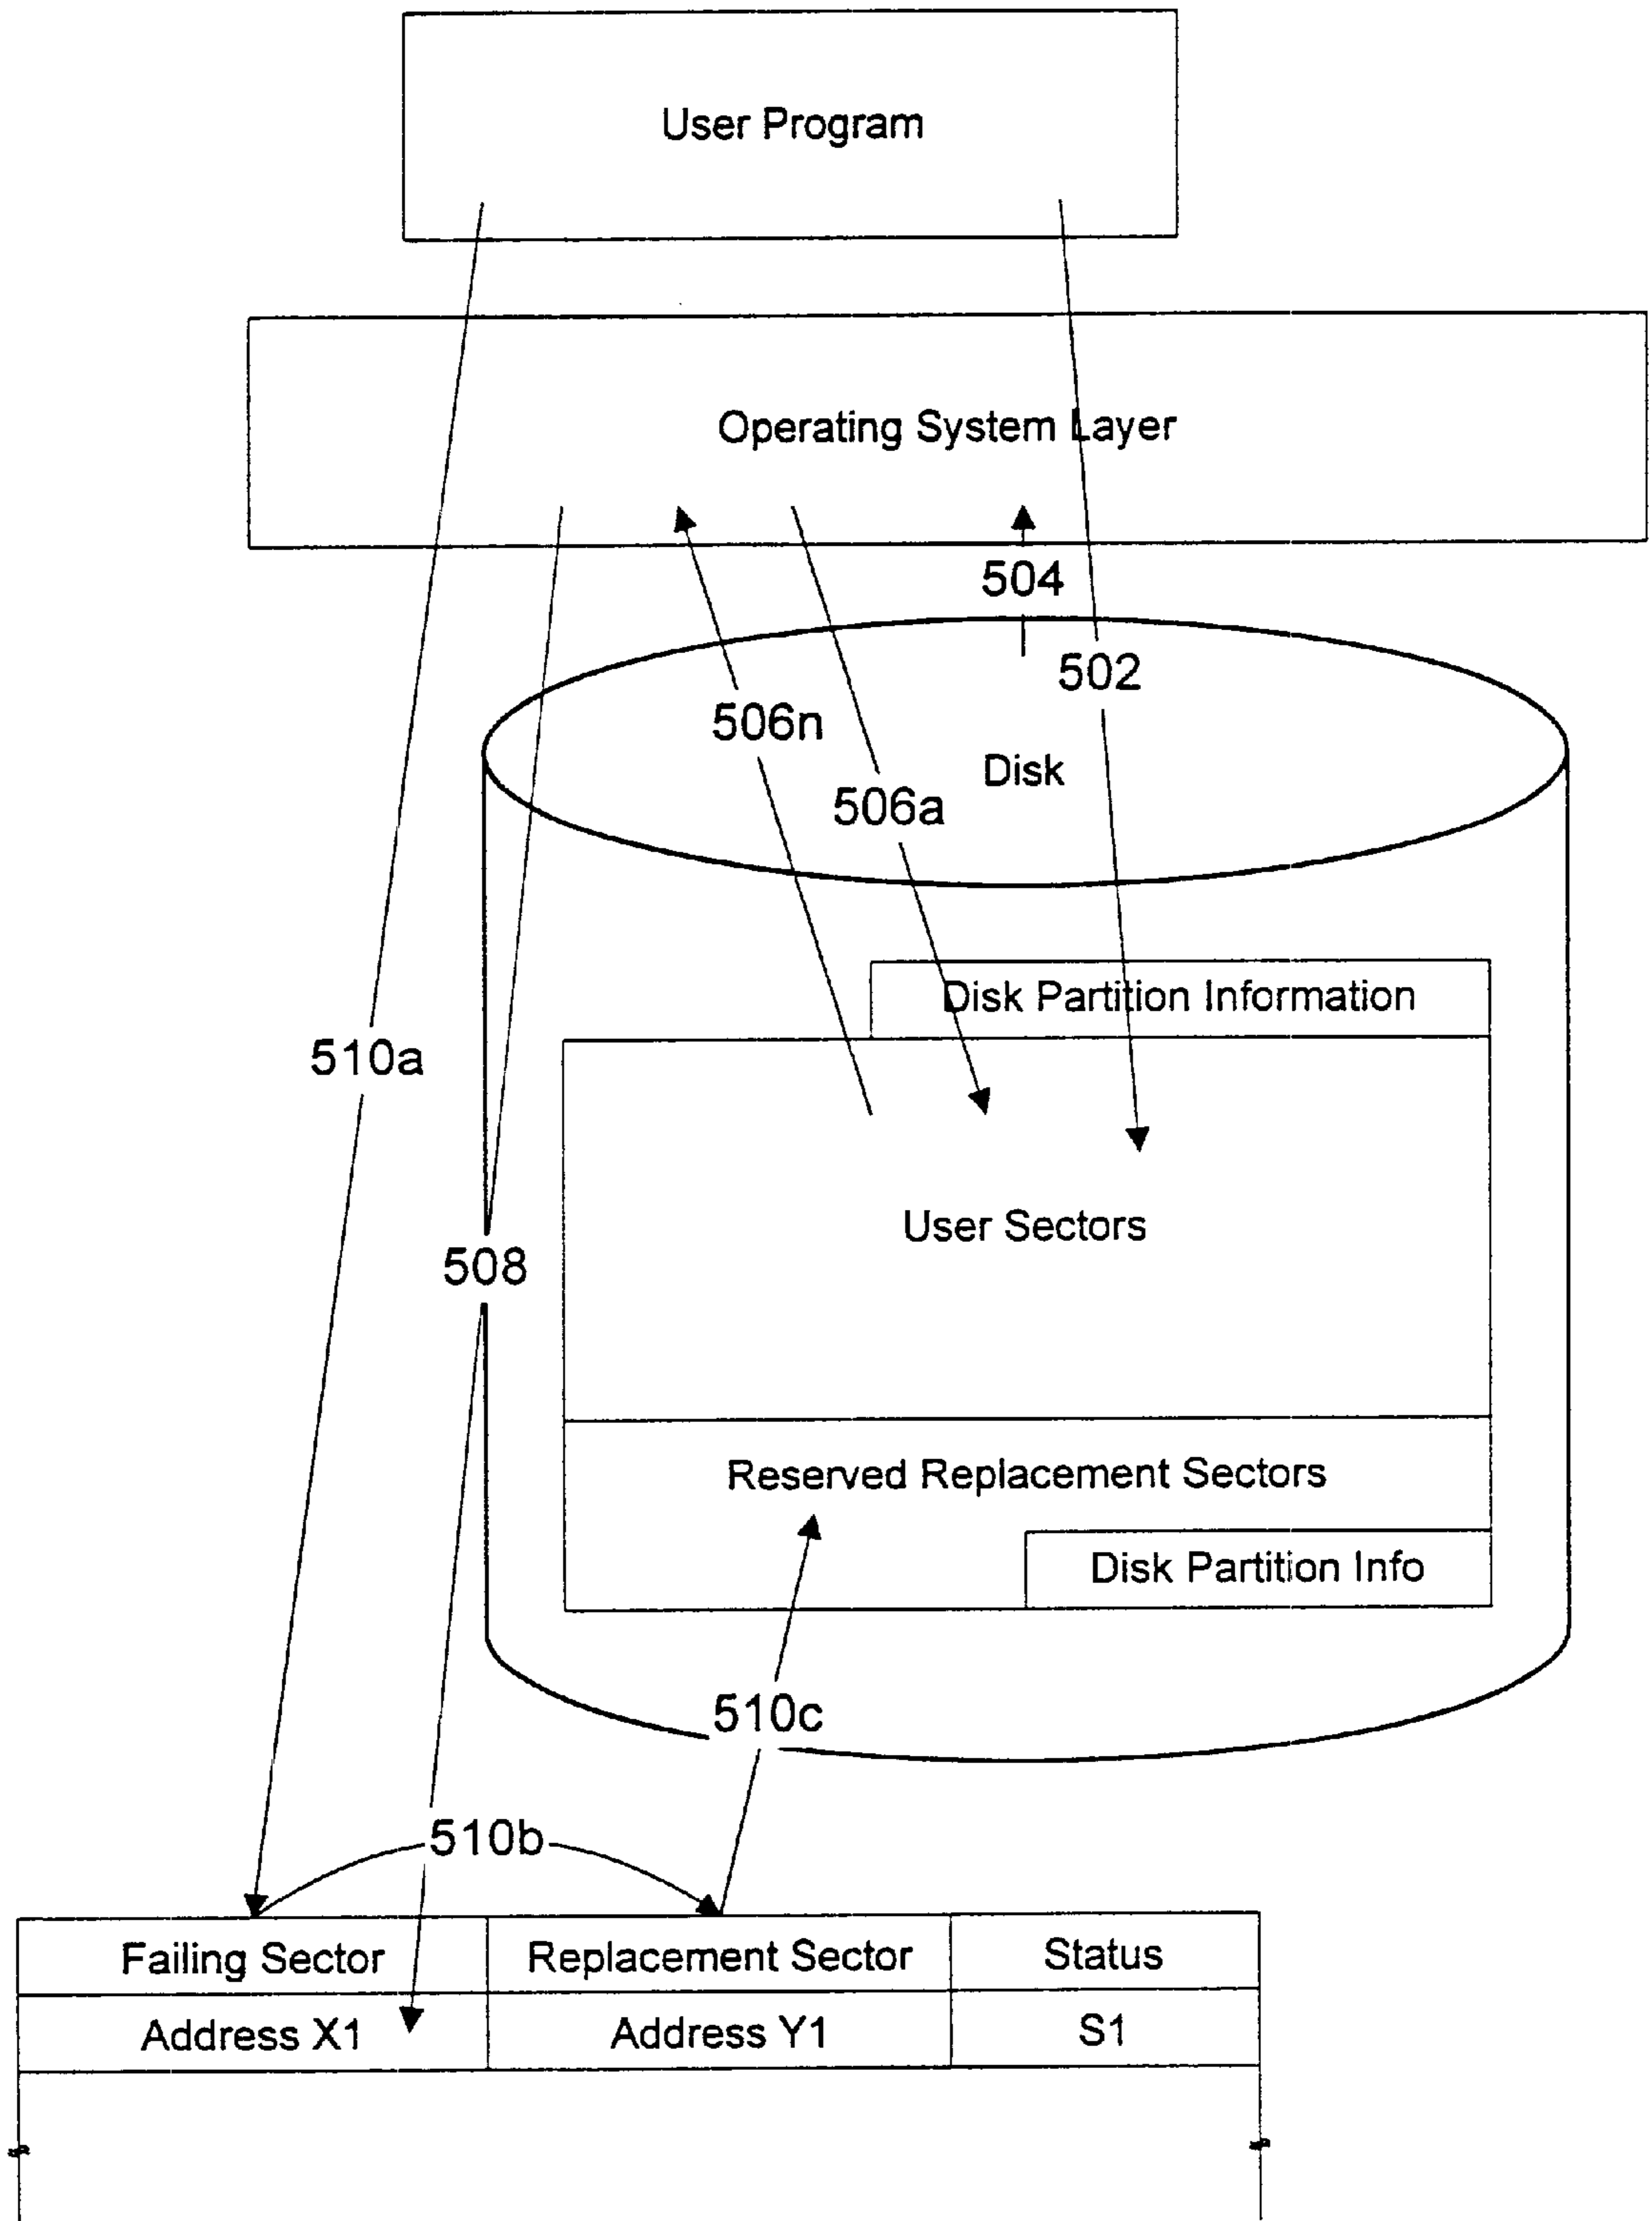 User Program
Operating System Layer
504
502
506n
Disk
506a
Disk Partition Information
510a
User Sectors
508
Reserved Replacement Sectors
Disk Partition Info
510c
510b
Failing Sector Replacement Sector Status
Address X1 Address Y1 S1